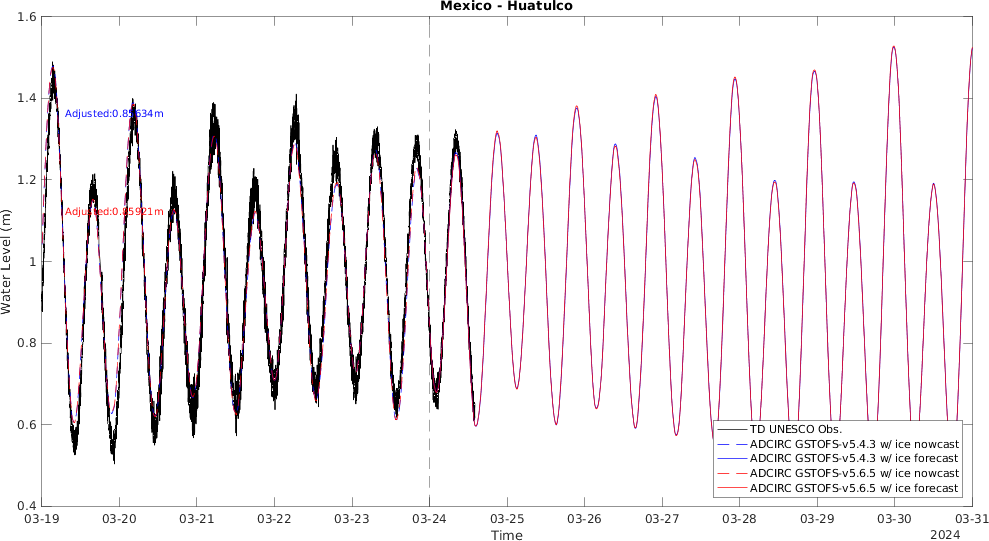 Mexico - Huatulco
Water Level (m)
1.6
1.4
1.2
1
0.8
0.6
0.4
Adjusted:0.85634m
Adjusted:0.85921m
TD UNESCO Obs.
ADCIRC GSTOFS-v5.4.3 w/ ice nowcast
ADCIRC GSTOFS-v5.4.3 w/ ice forecast
ADCIRC GSTOFS-v5.6.5 w/ ice nowcast
ADCIRC GSTOFS-v5.6.5 w/ ice forecast
03-19 03-20 03-21 03-22 03-23 03-24 03-25 03-26 03-27 03-28 03-29 03-30 03-31
Time
2024